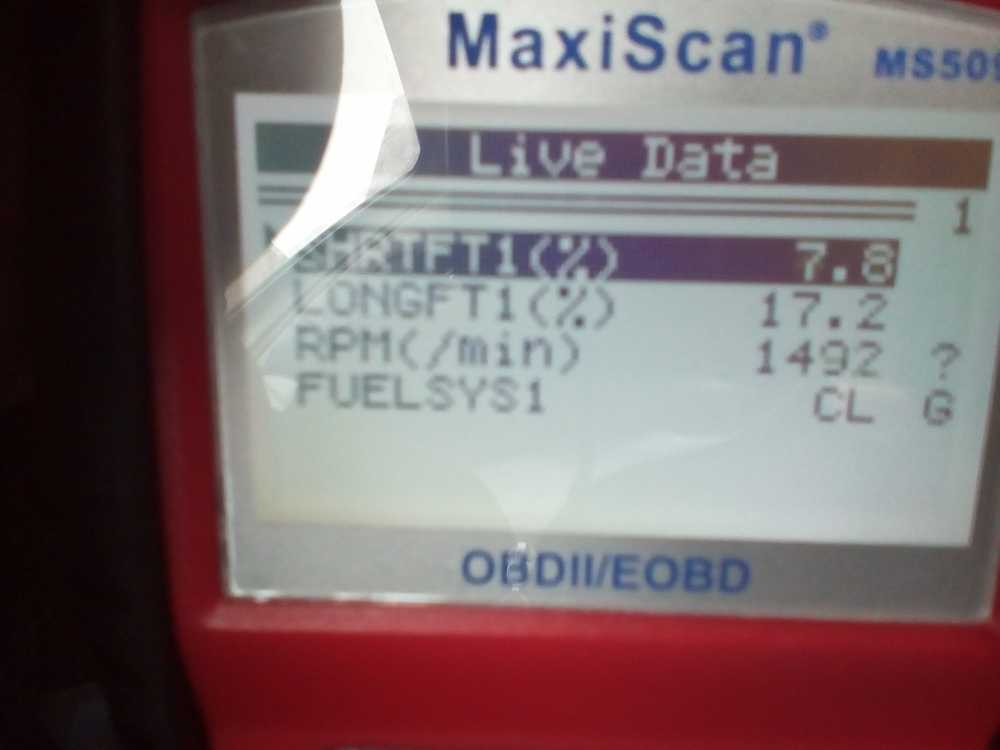 MaxiScan®
MS509
Live Data
1
SHRTFT1(%) 7.8
LONGFT1(%) 17.2
RPM(/min) 1492 ?
FUELSYS1 CL G
OBDII/EOBD